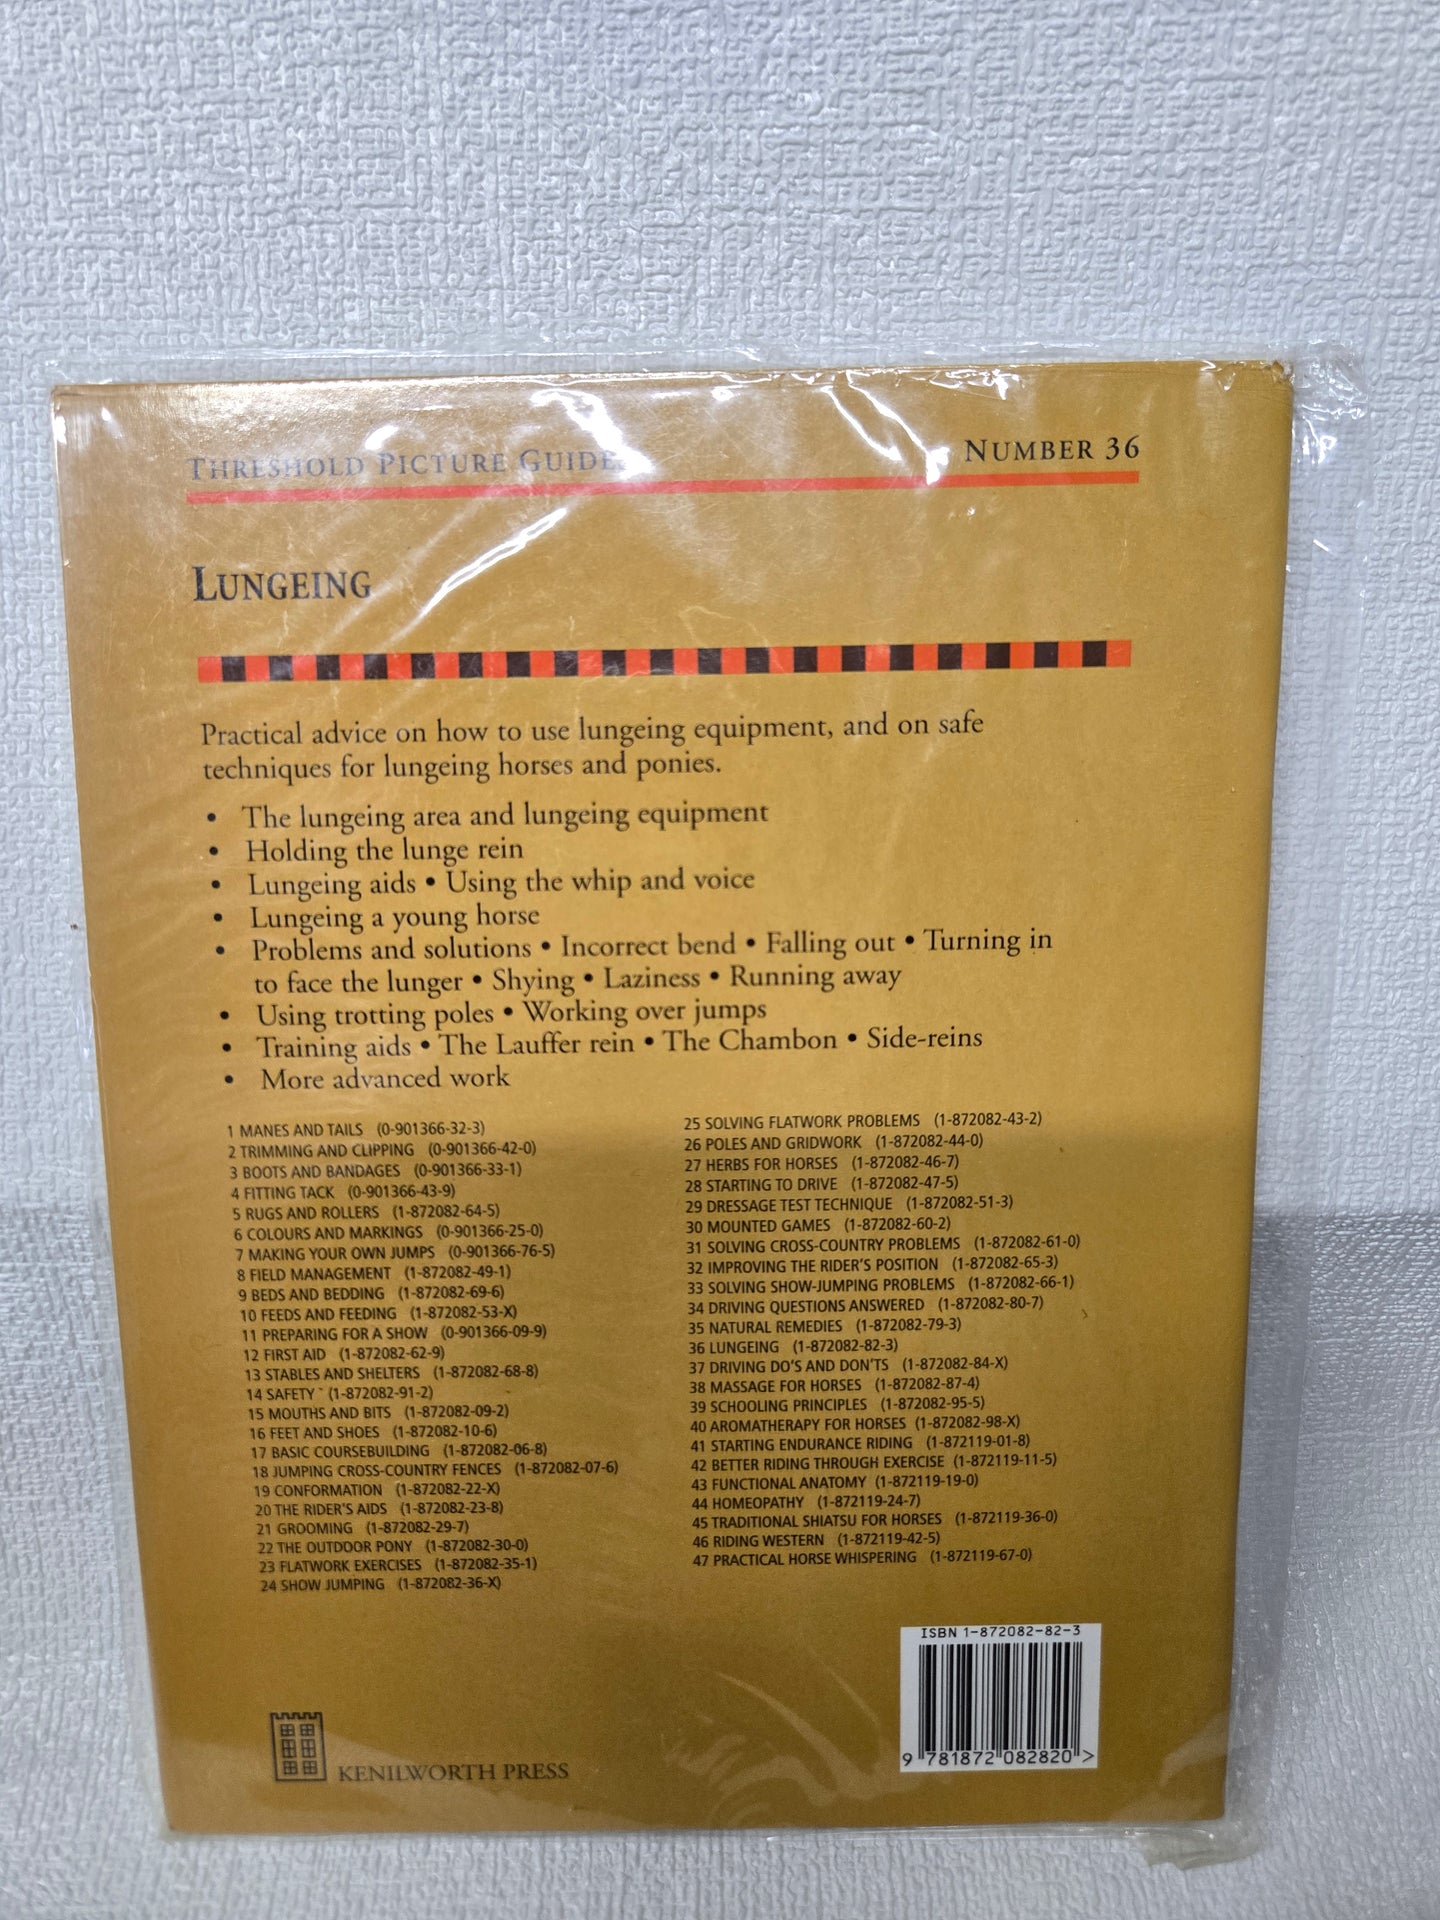 THRESHOLD PICTURE GUIDES
NUMBER 36
LUNGEING
Practical advice on how to use lungeing equipment, and on safe
techniques for lungeing horses and ponies.
• The lungeing area and lungeing equipment
• Holding the lunge rein
• Lungeing aids • Using the whip and voice
• Lungeing a young horse
• Problems and solutions • Incorrect bend • Falling out • Turning in
to face the lunger • Shying • Laziness • Running away
• Using trotting poles • Working over jumps
• Training aids • The Lauffer rein • The Chambon • Side-reins
• More advanced work
1 MANES AND TAILS (0-901366-32-3)
2 TRIMMING AND CLIPPING (0-901366-42-0)
3 BOOTS AND BANDAGES (0-901366-33-1)
4 FITTING TACK (0-901366-43-9)
5 RUGS AND ROLLERS (1-872082-64-5)
6 COLOURS AND MARKINGS (0-901366-25-0)
7 MAKING YOUR OWN JUMPS (0-901366-76-5)
8 FIELD MANAGEMENT (1-872082-49-1)
9 BEDS AND BEDDING (1-872082-69-6)
10 FEEDS AND FEEDING (1-872082-53-X)
11 PREPARING FOR A SHOW (0-901366-09-9)
12 FIRST AID (1-872082-62-9)
13 STABLES AND SHELTERS (1-872082-68-8)
14 SAFETY (1-872082-91-2)
15 MOUTHS AND BITS (1-872082-09-2)
16 FEET AND SHOES (1-872082-10-6)
17 BASIC COURSEBUILDING (1-872082-06-8)
18 JUMPING CROSS-COUNTRY FENCES (1-872082-07-6)
19 CONFORMATION (1-872082-22-X)
20 THE RIDER'S AIDS (1-872082-23-8)
21 GROOMING (1-872082-29-7)
22 THE OUTDOOR PONY (1-872082-30-0)
23 FLATWORK EXERCISES (1-872082-35-1)
24 SHOW JUMPING (1-872082-36-X)
25 SOLVING FLATWORK PROBLEMS (1-872082-43-2)
26 POLES AND GRIDWORK (1-872082-44-0)
27 HERBS FOR HORSES (1-872082-46-7)
28 STARTING TO DRIVE (1-872082-47-5)
29 DRESSAGE TEST TECHNIQUE (1-872082-51-3)
30 MOUNTED GAMES (1-872082-60-2)
31 SOLVING CROSS-COUNTRY PROBLEMS (1-872082-61-0)
32 IMPROVING THE RIDER'S POSITION (1-872082-65-3)
33 SOLVING SHOW-JUMPING PROBLEMS (1-872082-66-1)
34 DRIVING QUESTIONS ANSWERED (1-872082-80-7)
35 NATURAL REMEDIES (1-872082-79-3)
36 LUNGEING (1-872082-82-3)
37 DRIVING DO'S AND DON'TS (1-872082-84-X)
38 MASSAGE FOR HORSES (1-872082-87-4)
39 SCHOOLING PRINCIPLES (1-872082-95-5)
40 AROMATHERAPY FOR HORSES (1-872082-98-X)
41 STARTING ENDURANCE RIDING (1-872119-01-8)
42 BETTER RIDING THROUGH EXERCISE (1-872119-11-5)
43 FUNCTIONAL ANATOMY (1-872119-19-0)
44 HOMEOPATHY (1-872119-24-7)
45 TRADITIONAL SHIATSU FOR HORSES (1-872119-36-0)
46 RIDING WESTERN (1-872119-42-5)
47 PRACTICAL HORSE WHISPERING (1-872119-67-0)
ISBN 1-872082-82-3
9 781872 082820 >
KENILWORTH PRESS